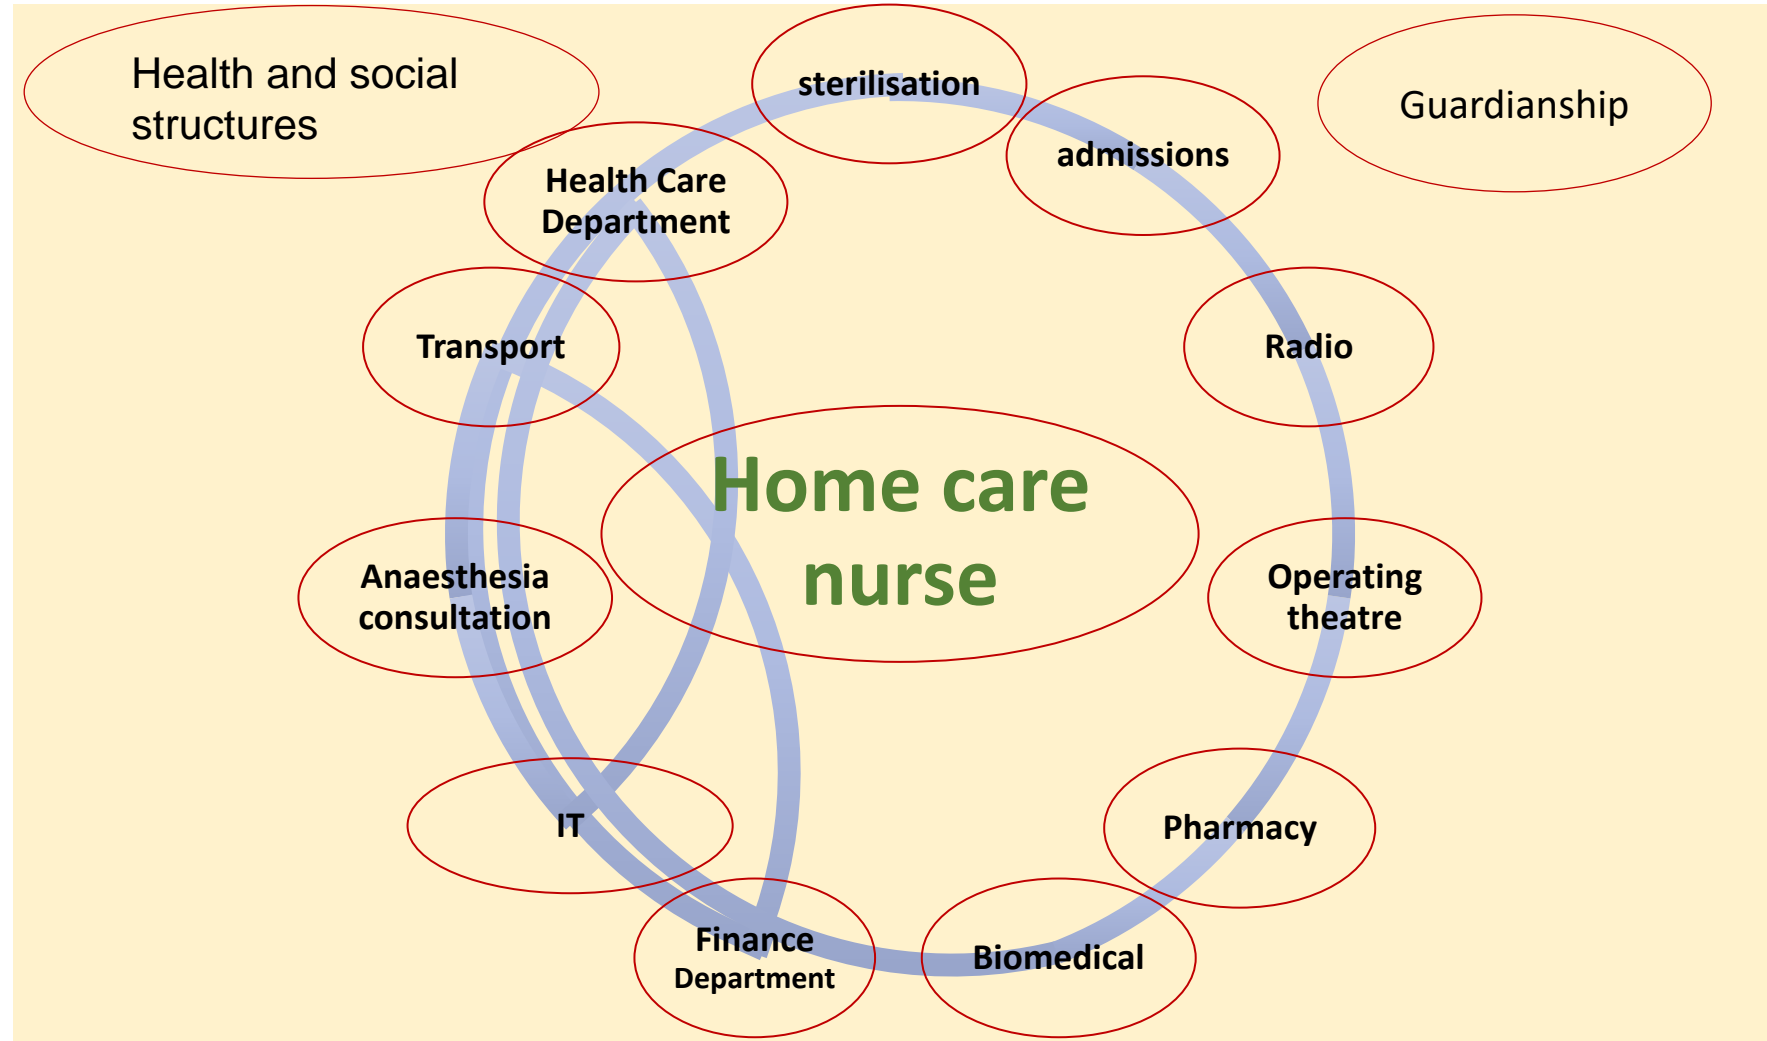 Health and social
structures
sterilisation
Guardianship
admissions
Health Care
Department
Transport
Radio
Home care
nurse
Anaesthesia
consultation
Operating
theatre
IT
Pharmacy
Finance
Department
Biomedical